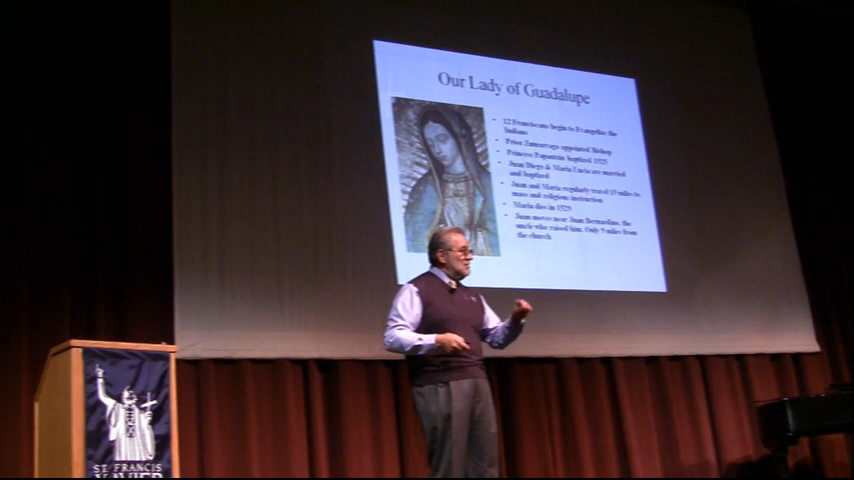 Our Lady of Guadalupe
- 12 Franciscans begin to Evangelize the
Indians
- Prior Zumarraga appointed Bishop
- Princess Papantzin baptized 1525
- Juan Diego & Maria Lucia are married
and baptized
- Juan and Maria regularly travel 15 miles to
mass and religious instruction
- Maria dies in 1529
- Juan moves near Juan Bernardino, the
uncle who raised him. Only 9 miles from
the church
ST. FRANCIS
XAVIER